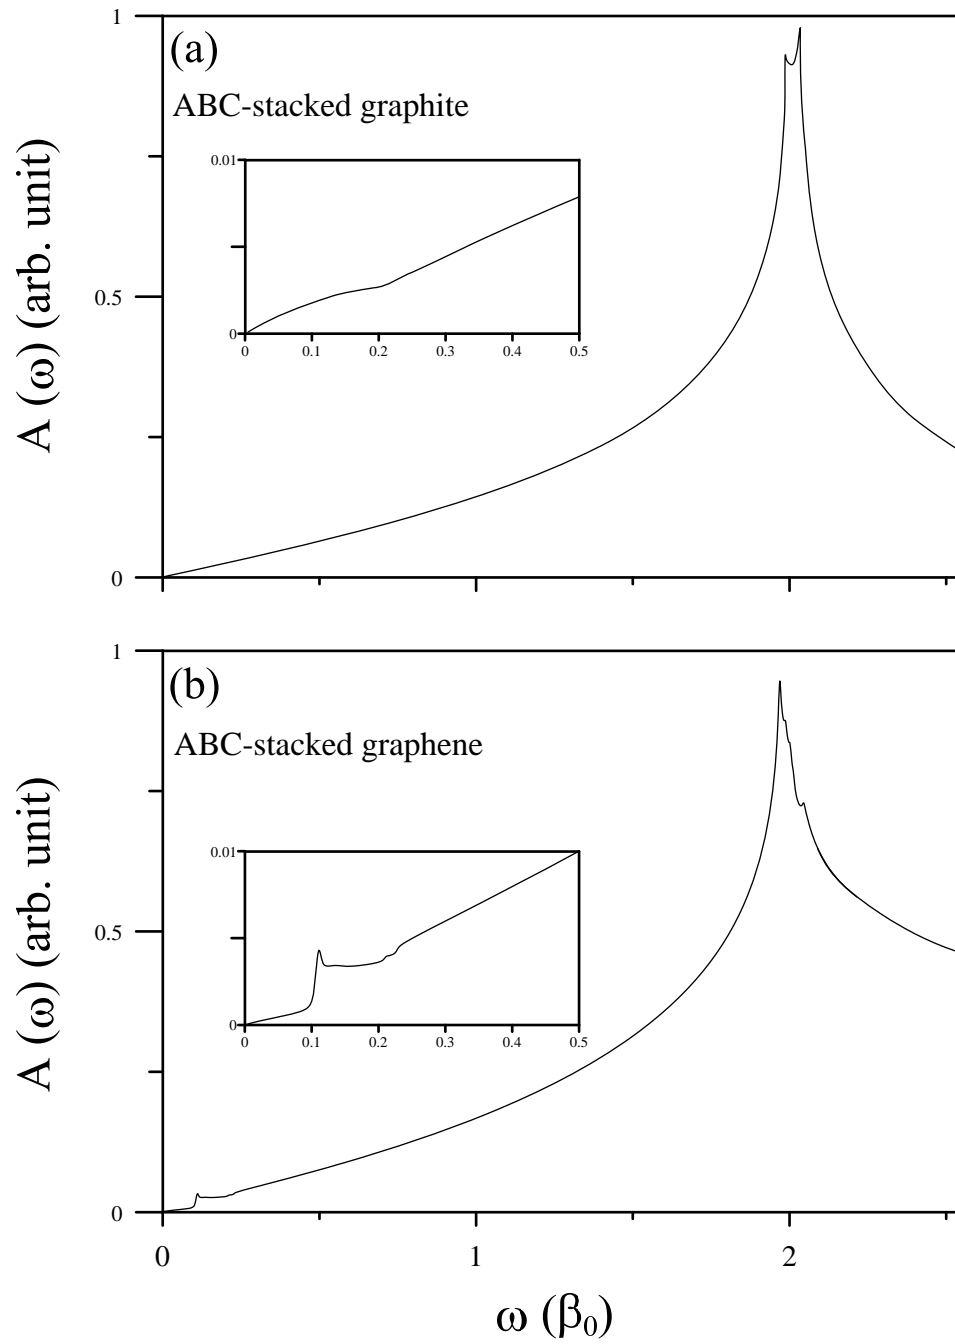 1
(a)
ABC-stacked graphite
0.01
0
0 0.1 0.2 0.3 0.4 0.5
0.5
0
A (ω) (arb. unit)
1
(b)
ABC-stacked graphene
0.01
0
0 0.1 0.2 0.3 0.4 0.5
0.5
0
A (ω) (arb. unit)
0 1 2
ω (β₀)